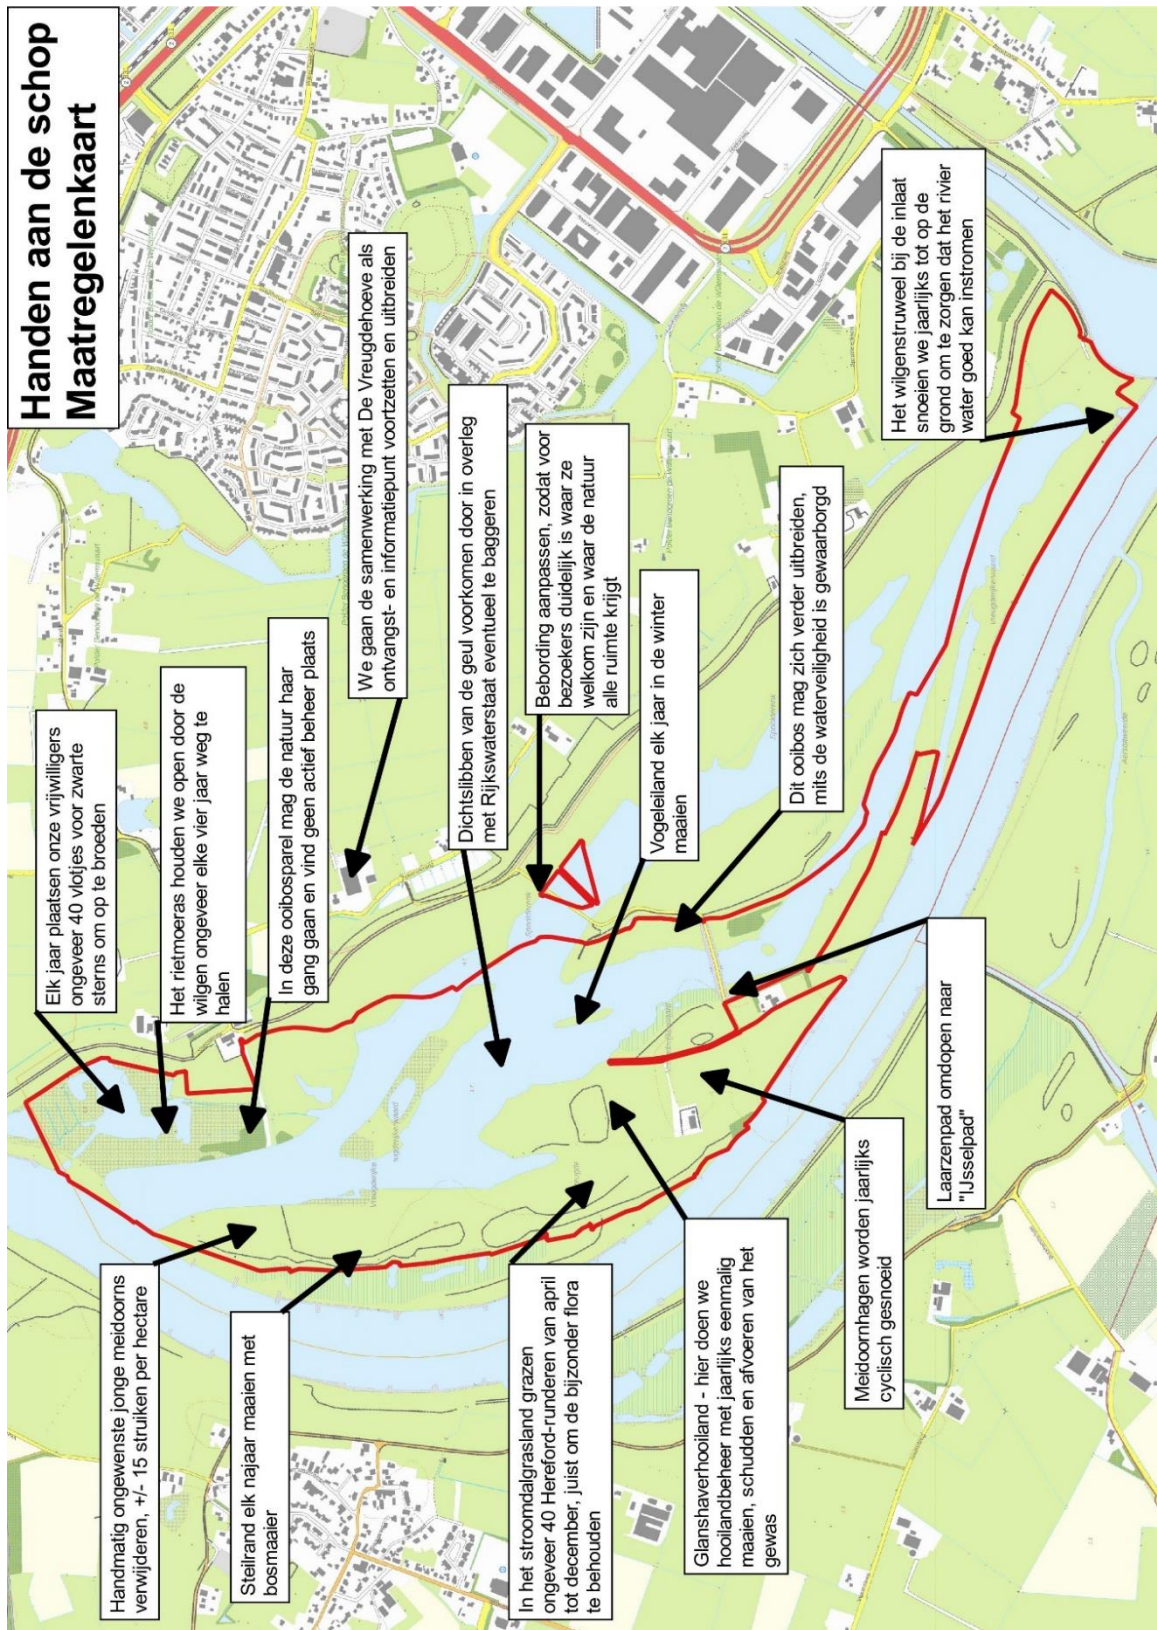 Handen aan de schop
Maatregelenkaart
Elk jaar plaatsen onze vrijwilligers
ongeveer 40 vlotjes voor zwarte
sterns om op te broeden
Het rietmoeras houden we open door de
wilgen ongeveer elke vier jaar weg te
halen
In deze ooibosparel mag de natuur haar
gang gaan en vind geen actief beheer plaats
We gaan de samenwerking met De Vreugdehoeve als
ontvangst- en informatiepunt voortzetten en uitbreiden
Dichtslibben van de geul voorkomen door in overleg
met Rijkswaterstaat eventueel te baggeren
Bebording aanpassen, zodat voor
bezoekers duidelijk is waar ze
welkom zijn en waar de natuur
alle ruimte krijgt
Vogeleiland elk jaar in de winter
maaien
Dit ooibos mag zich verder uitbreiden,
mits de waterveiligheid is gewaarborgd
Het wilgenstruweel bij de inlaat
snoeien we jaarlijks tot op de
grond om te zorgen dat het rivier
water goed kan instromen
Handmatig ongewenste jonge meidoorns
verwijderen, +/- 15 struiken per hectare
Steilrand elk najaar maaien met
bosmaaier
In het stroomdalgrasland grazen
ongeveer 40 Hereford-runderen van april
tot december, juist om de bijzonder flora
te behouden
Glanshaverhooiland - hier doen we
hooilandbeheer met jaarlijks eenmalig
maaien, schudden en afvoeren van het
gewas
Meidoornhagen worden jaarlijks
cyclisch gesnoeid
Laarzenpad omdopen naar
"IJsselpad"